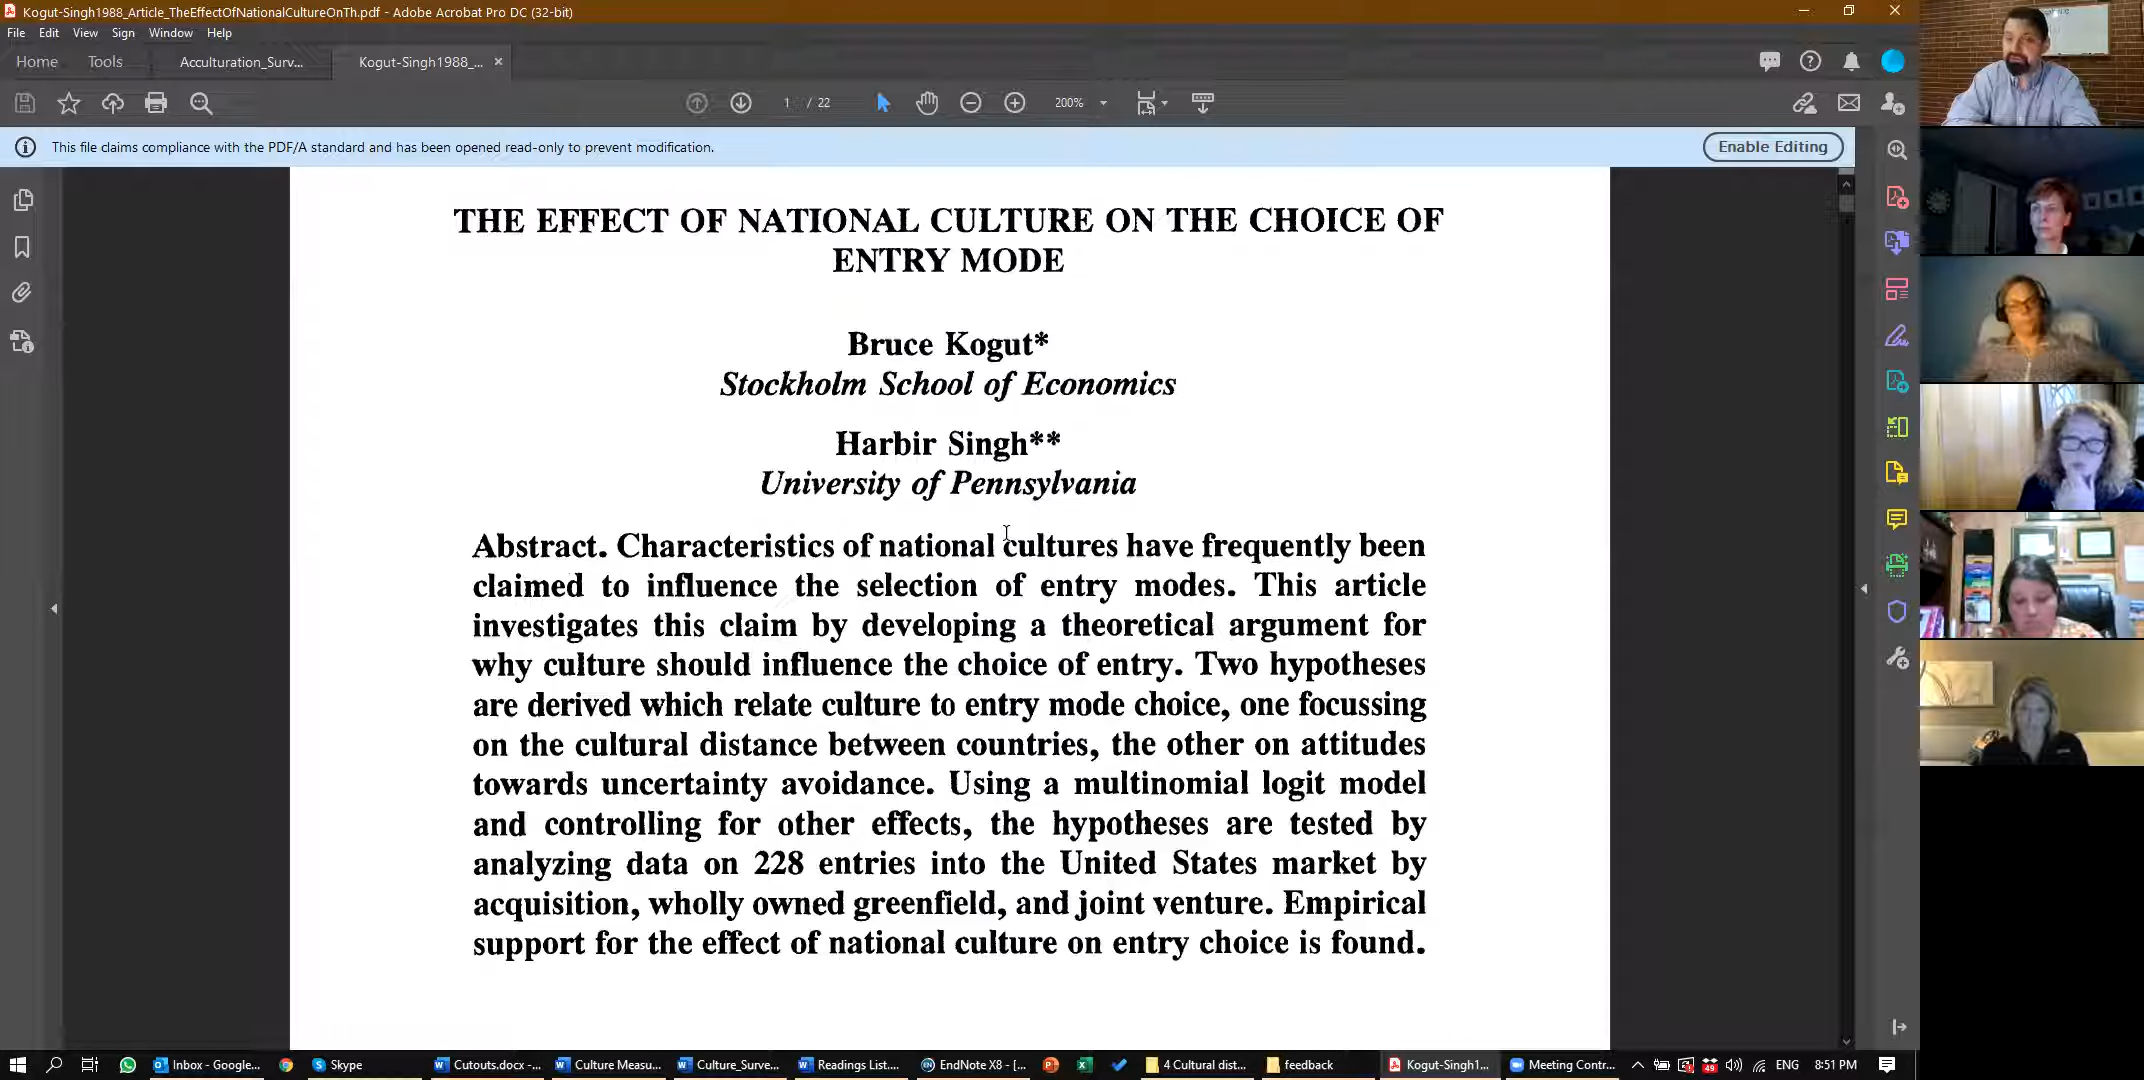 Kogut-Singh1988_Article_TheEffectOfNationalCultureOnTh.pdf - Adobe Acrobat Pro DC (32-bit)
File Edit View Sign Window Help
Home Tools Acculturation_Surv... Kogut-Singh1988_...
1 / 22 200%
This file claims compliance with the PDF/A standard and has been opened read-only to prevent modification. Enable Editing
THE EFFECT OF NATIONAL CULTURE ON THE CHOICE OF
ENTRY MODE
Bruce Kogut*
Stockholm School of Economics
Harbir Singh**
University of Pennsylvania
Abstract. Characteristics of national cultures have frequently been
claimed to influence the selection of entry modes. This article
investigates this claim by developing a theoretical argument for
why culture should influence the choice of entry. Two hypotheses
are derived which relate culture to entry mode choice, one focussing
on the cultural distance between countries, the other on attitudes
towards uncertainty avoidance. Using a multinomial logit model
and controlling for other effects, the hypotheses are tested by
analyzing data on 228 entries into the United States market by
acquisition, wholly owned greenfield, and joint venture. Empirical
support for the effect of national culture on entry choice is found.
Inbox - Google... Skype Cutouts.docx -... Culture Measu... Culture_Surve... Readings List.... EndNote X8 - [... 4 Cultural dist... feedback Kogut-Singh1... Meeting Contr... 49 ENG 8:51 PM